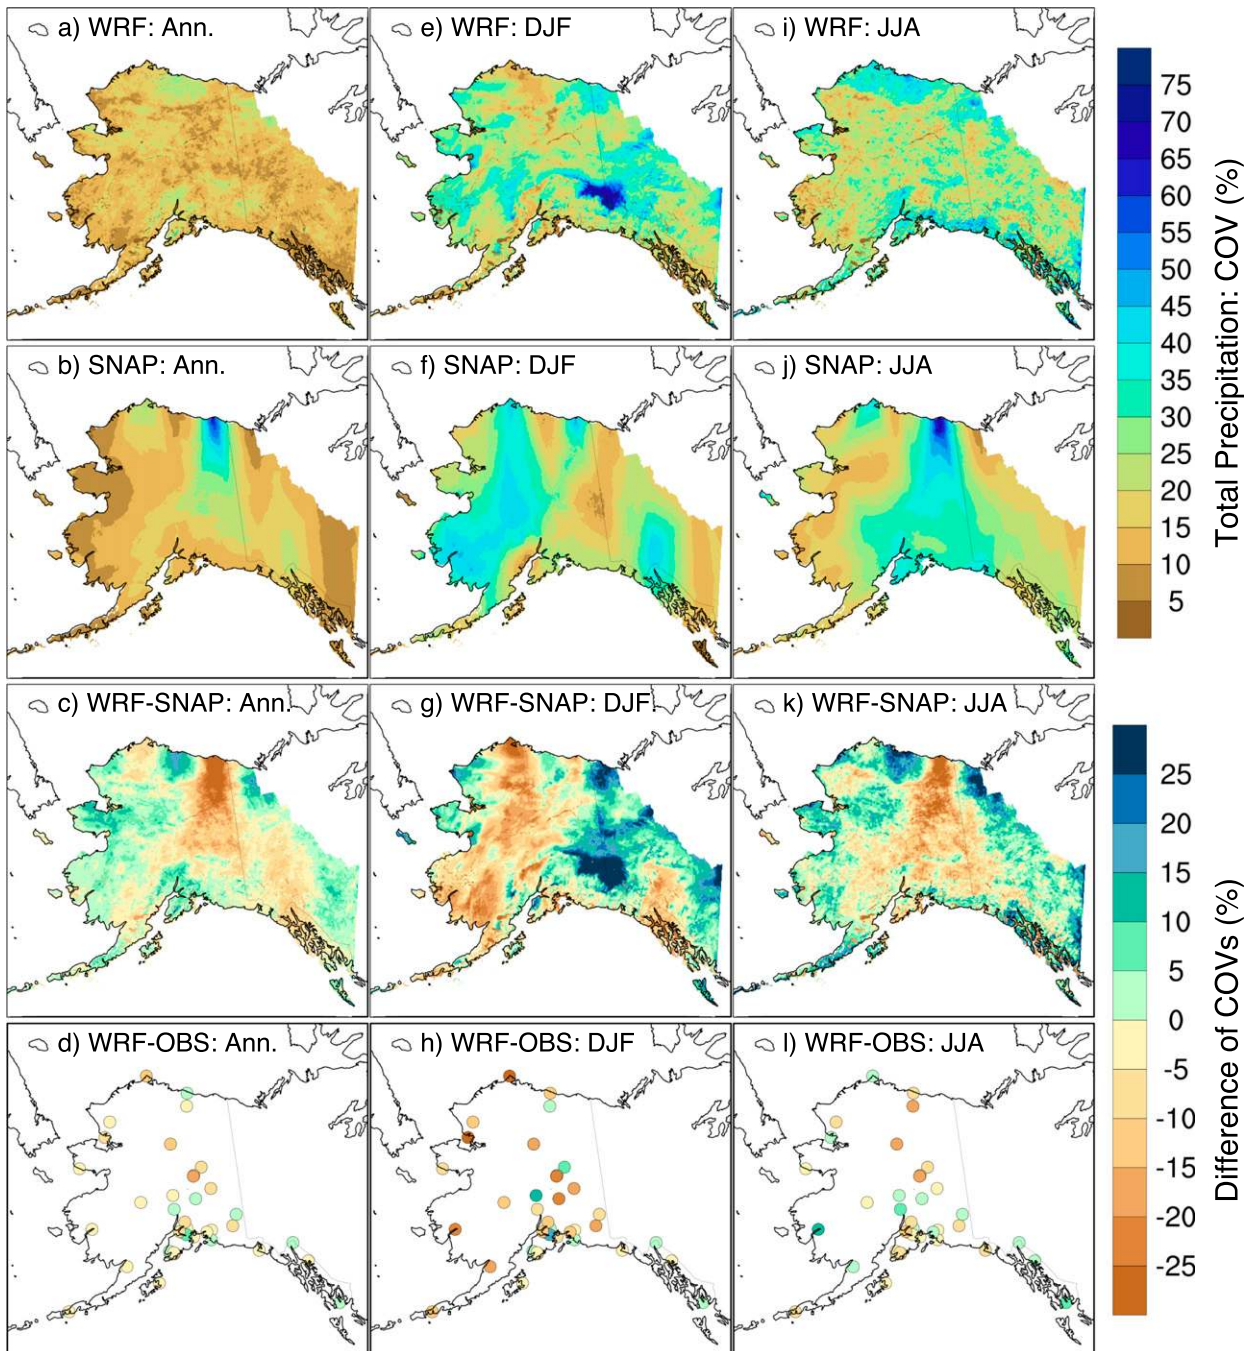 a) WRF: Ann.
e) WRF: DJF
i) WRF: JJA
b) SNAP: Ann.
f) SNAP: DJF
j) SNAP: JJA
75
70
65
60
55
50
45
40
35
30
25
20
15
10
5
Total Precipitation: COV (%)
c) WRF-SNAP: Ann.
g) WRF-SNAP: DJF
k) WRF-SNAP: JJA
d) WRF-OBS: Ann.
h) WRF-OBS: DJF
l) WRF-OBS: JJA
25
20
15
10
5
0
-5
-10
-15
-20
-25
Difference of COVs (%)